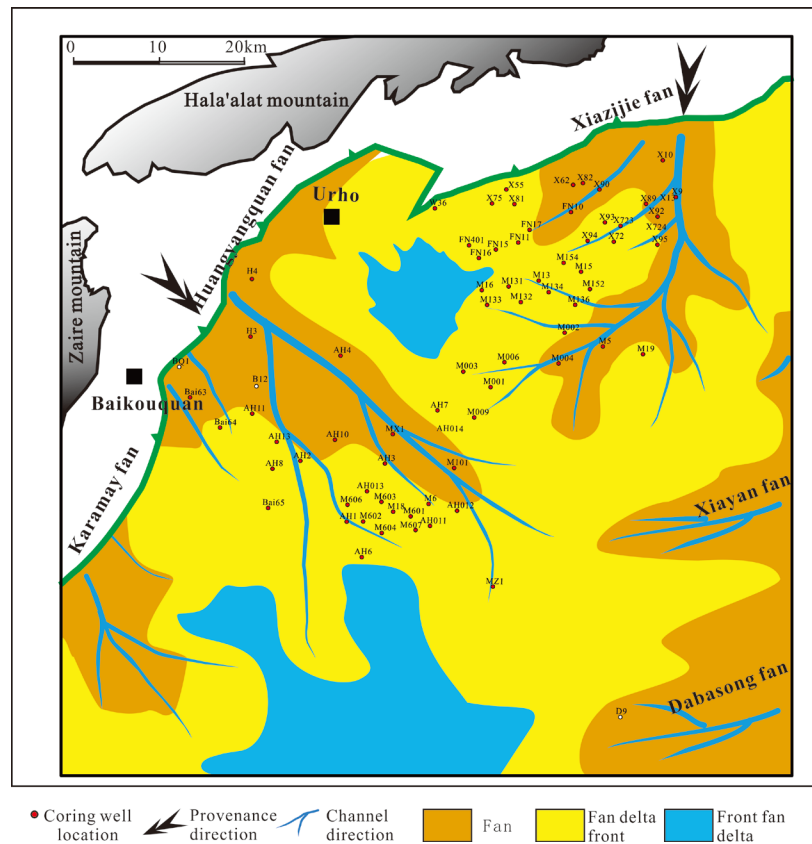 0 10 20km
Hala'alat mountain
Xiazijie fan
Huangyangquan fan
Urho
Zaire mountain
Baikouquan
Karamay fan
Xiayan fan
Dabasong fan
X10
X62
X82
X90
X55
X75
X81
W36
FN10
X89
X13
X9
X92
X93
X723
X724
FN17
FN11
X94
X72
X95
FN401
FN15
FN16
M154
M15
H4
M16
M131
M13
M134
M152
M133
M132
M136
H3
M002
M5
AH4
M19
BQ1
M006
M004
M003
B12
M001
Bai63
AH11
AH7
M009
Bai64
AH014
AH13
AH10
MX1
AH2
AH3
AH8
M101
AH013
M606
M603
M6
Bai65
M18
M601
AH012
AH1
M602
M604
M607
AH011
AH6
MZ1
D9
Coring well location
Provenance direction
Channel direction
Fan
Fan delta front
Front fan delta